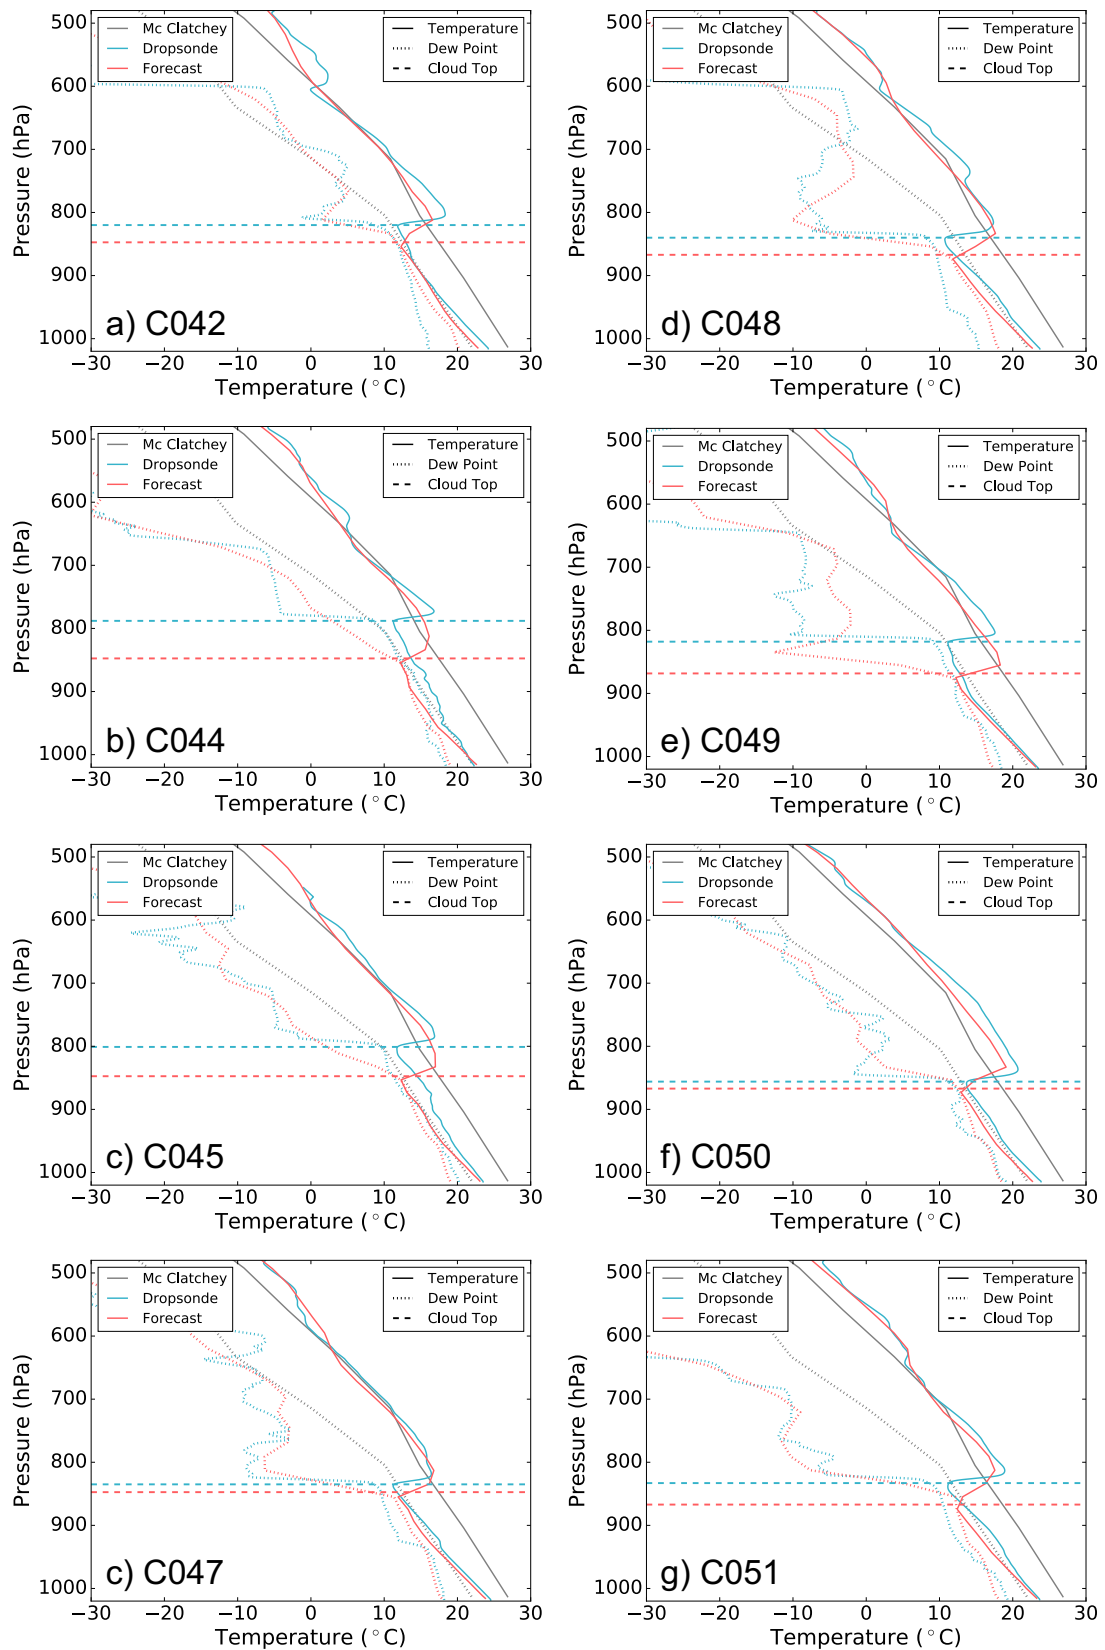 500
600
700
800
900
1000
Pressure (hPa)
Mc Clatchey
Dropsonde
Forecast
Temperature
Dew Point
Cloud Top
a) C042
−30 −20 −10 0 10 20 30
Temperature (°C)
500
600
700
800
900
1000
Pressure (hPa)
Mc Clatchey
Dropsonde
Forecast
Temperature
Dew Point
Cloud Top
d) C048
−30 −20 −10 0 10 20 30
Temperature (°C)
500
600
700
800
900
1000
Pressure (hPa)
Mc Clatchey
Dropsonde
Forecast
Temperature
Dew Point
Cloud Top
b) C044
−30 −20 −10 0 10 20 30
Temperature (°C)
500
600
700
800
900
1000
Pressure (hPa)
Mc Clatchey
Dropsonde
Forecast
Temperature
Dew Point
Cloud Top
e) C049
−30 −20 −10 0 10 20 30
Temperature (°C)
500
600
700
800
900
1000
Pressure (hPa)
Mc Clatchey
Dropsonde
Forecast
Temperature
Dew Point
Cloud Top
c) C045
−30 −20 −10 0 10 20 30
Temperature (°C)
500
600
700
800
900
1000
Pressure (hPa)
Mc Clatchey
Dropsonde
Forecast
Temperature
Dew Point
Cloud Top
f) C050
−30 −20 −10 0 10 20 30
Temperature (°C)
500
600
700
800
900
1000
Pressure (hPa)
Mc Clatchey
Dropsonde
Forecast
Temperature
Dew Point
Cloud Top
c) C047
−30 −20 −10 0 10 20 30
Temperature (°C)
500
600
700
800
900
1000
Pressure (hPa)
Mc Clatchey
Dropsonde
Forecast
Temperature
Dew Point
Cloud Top
g) C051
−30 −20 −10 0 10 20 30
Temperature (°C)